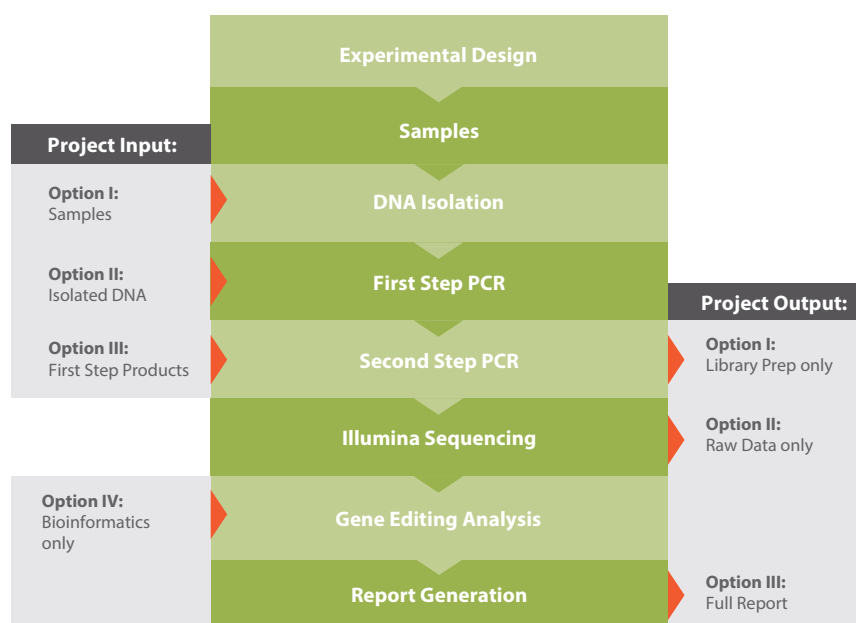 Experimental Design
Samples
Project Input:
Option I:
Samples
DNA Isolation
Option II:
Isolated DNA
First Step PCR
Project Output:
Option III:
First Step Products
Second Step PCR
Option I:
Library Prep only
Illumina Sequencing
Option II:
Raw Data only
Option IV:
Bioinformatics
only
Gene Editing Analysis
Report Generation
Option III:
Full Report